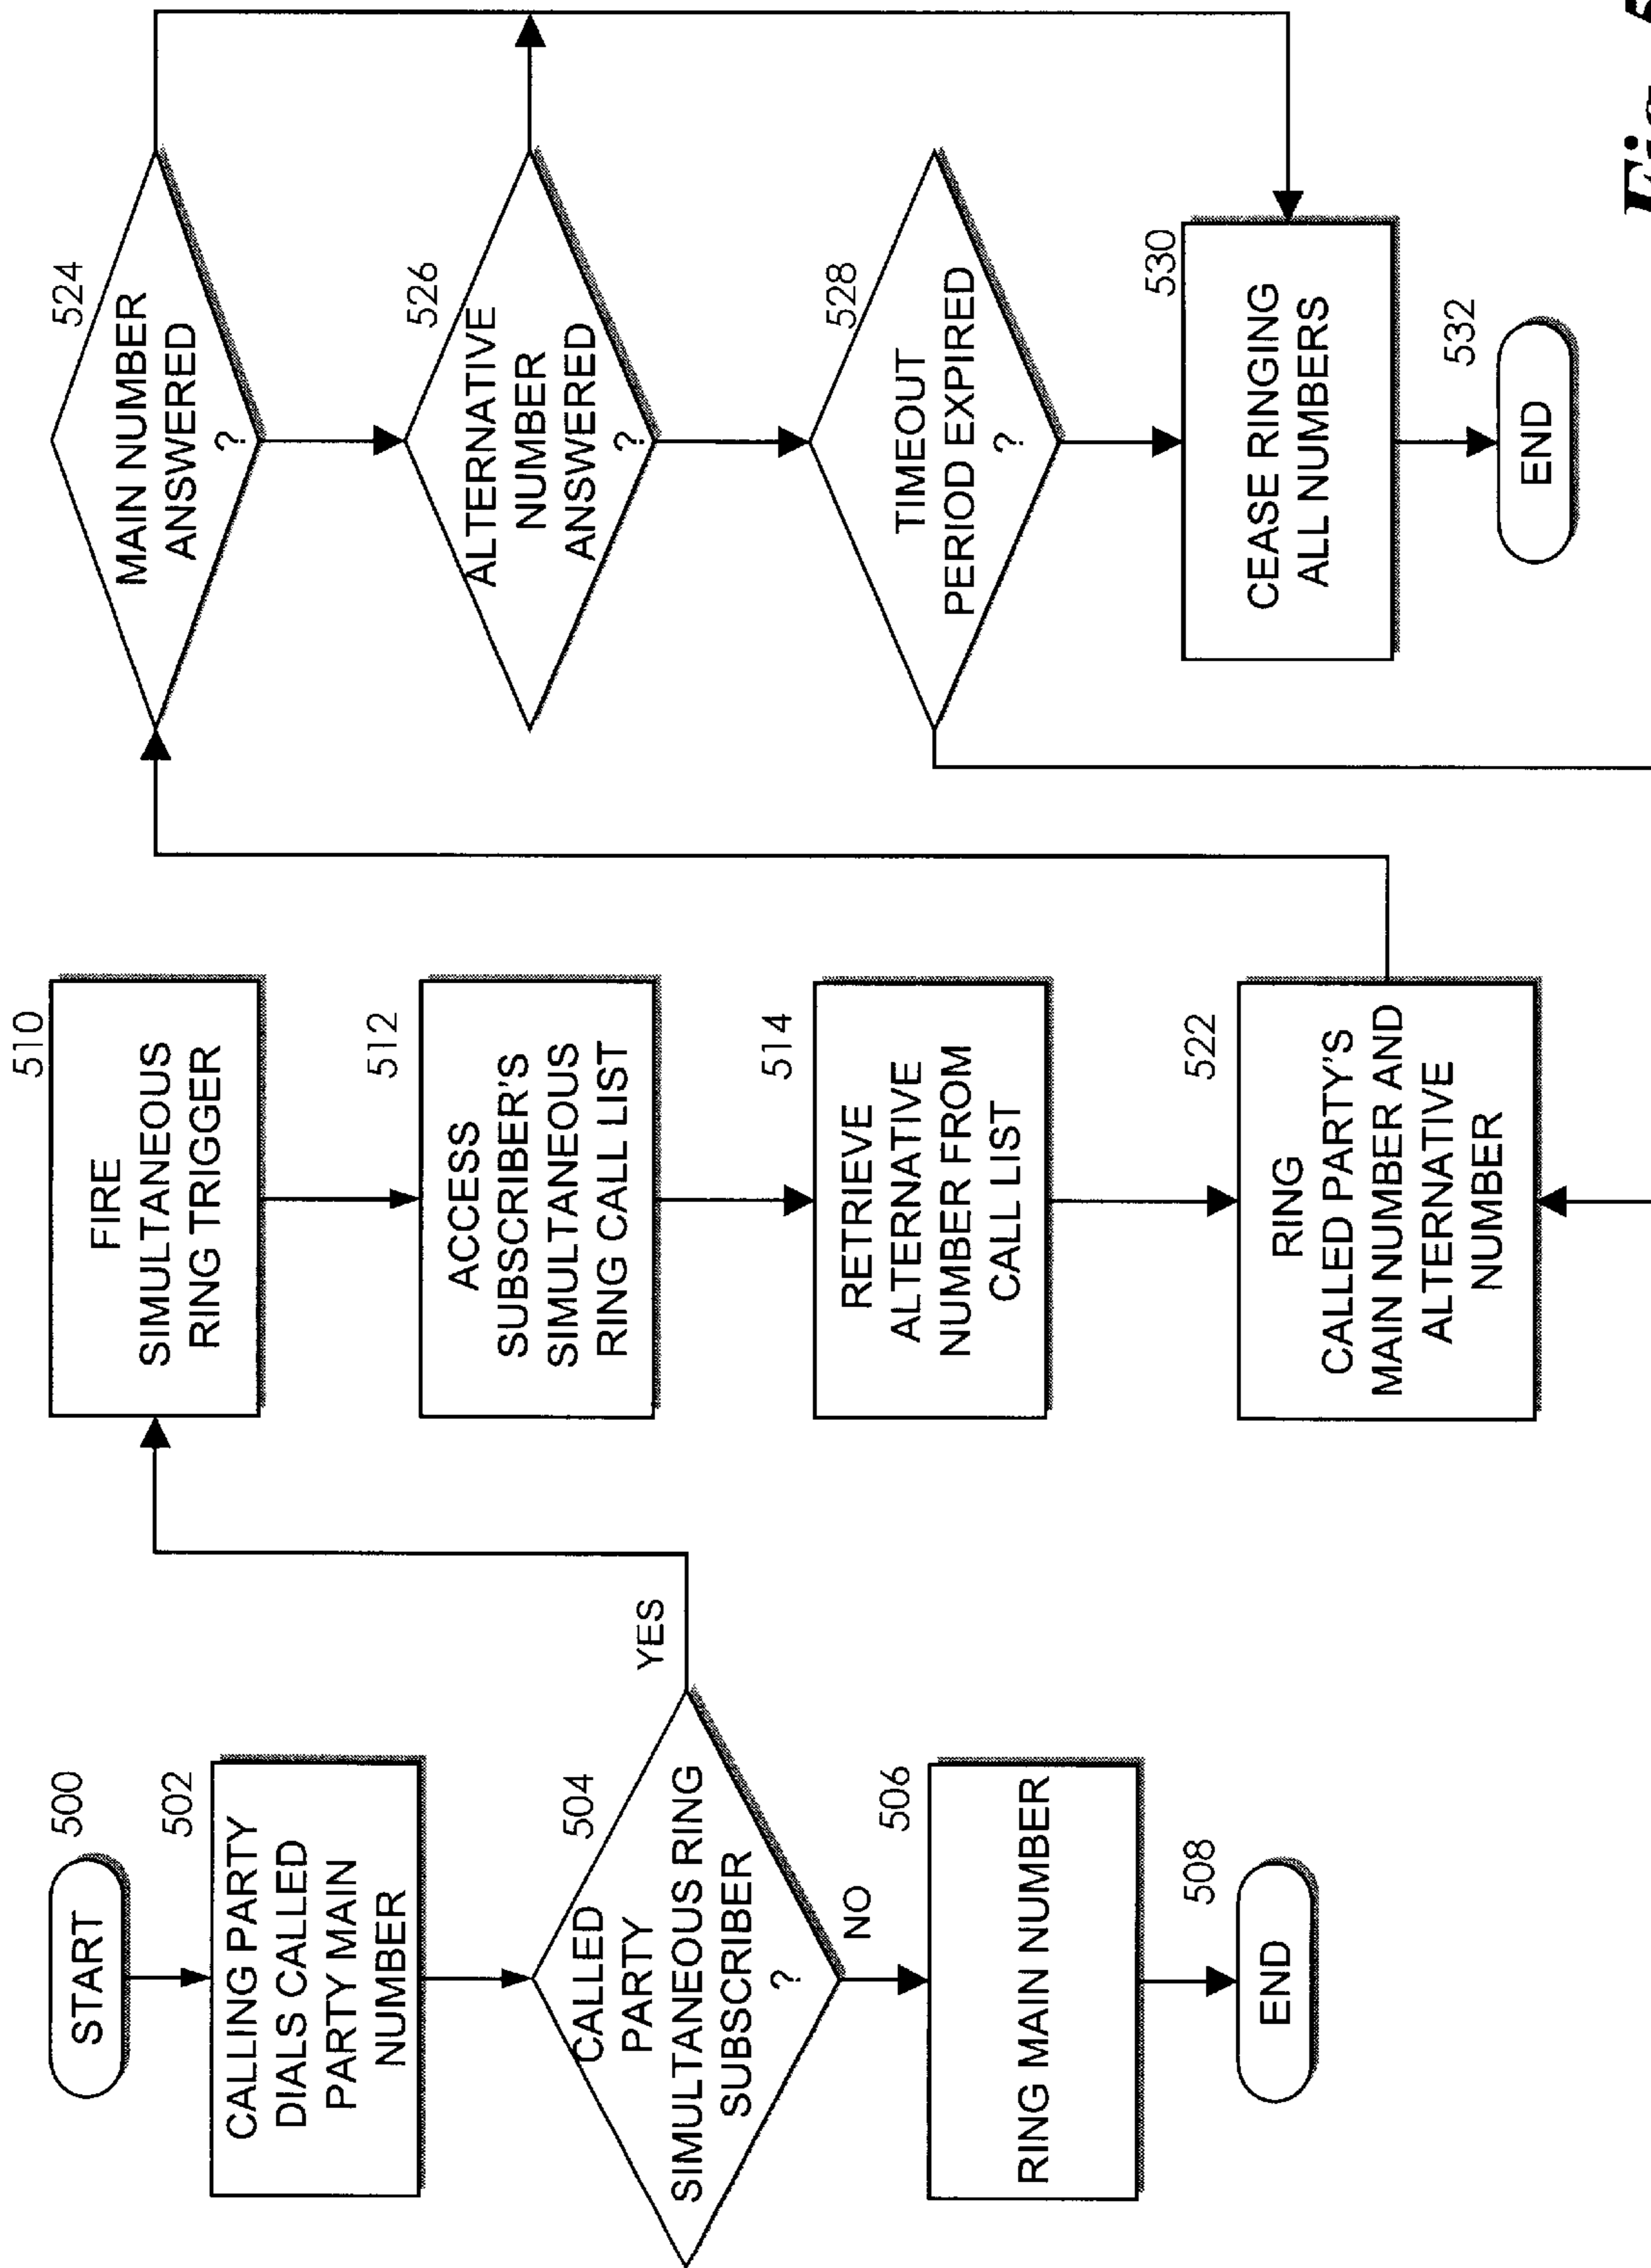 START
500
502
CALLING PARTY
DIALS CALLED
PARTY MAIN
NUMBER
504
CALLED
PARTY
SIMULTANEOUS RING
SUBSCRIBER
?
YES
NO
506
RING MAIN NUMBER
508
END
510
FIRE
SIMULTANEOUS
RING TRIGGER
512
ACCESS
SUBSCRIBER'S
SIMULTANEOUS
RING CALL LIST
514
RETRIEVE
ALTERNATIVE
NUMBER FROM
CALL LIST
522
RING
CALLED PARTY'S
MAIN NUMBER AND
ALTERNATIVE
NUMBER
524
MAIN NUMBER
ANSWERED
?
526
ALTERNATIVE
NUMBER
ANSWERED
?
528
TIMEOUT
PERIOD EXPIRED
?
530
CEASE RINGING
ALL NUMBERS
532
END
Fig. 5